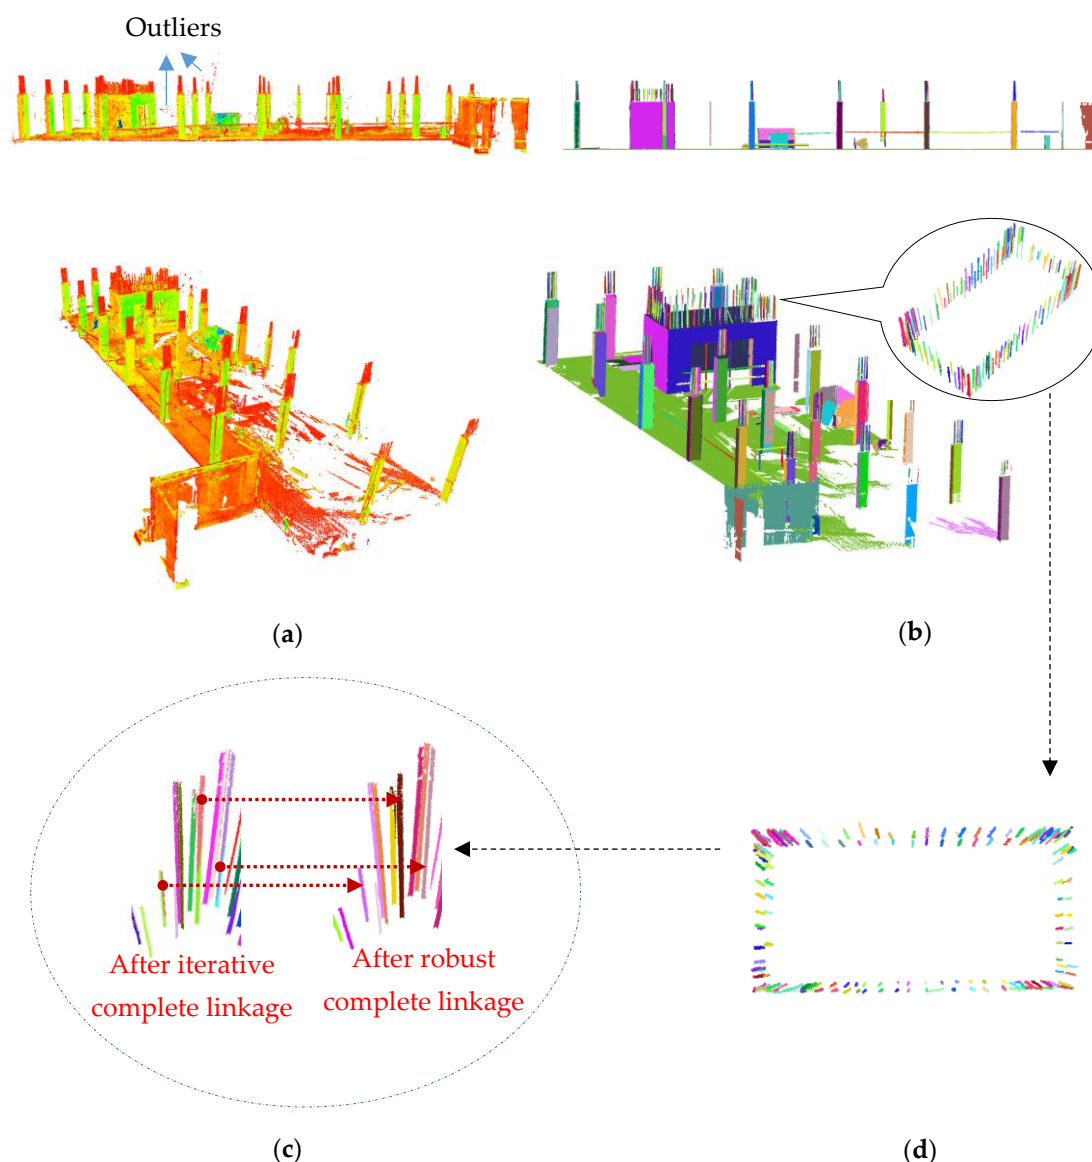 Outliers
(a)
(b)
After iterative
complete linkage
After robust
complete linkage
(c)
(d)